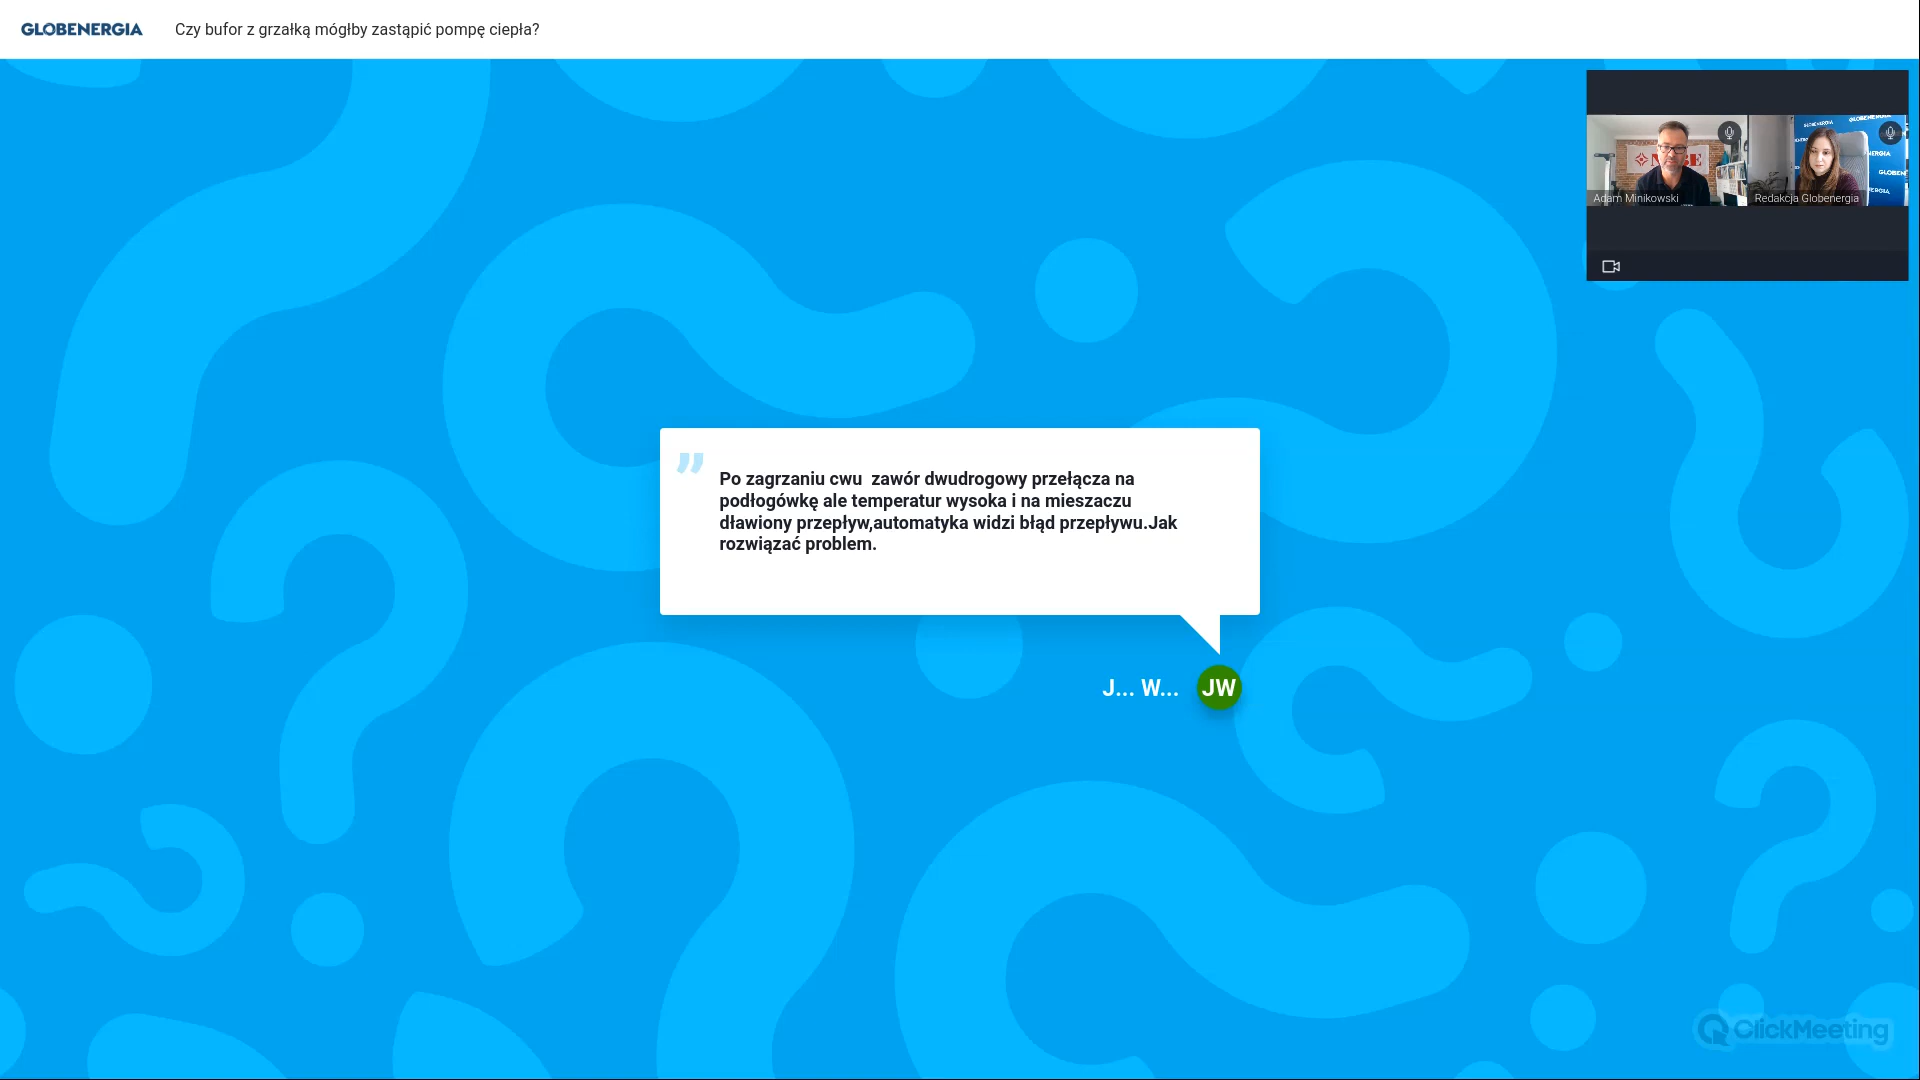 GLOBENERGIA
Czy bufor z grzałką mógłby zastąpić pompę ciepła?
Adam Minikowski
Redakcja Globenergia
Po zagrzaniu cwu  zawór dwudrogowy przełącza na
podłogówkę ale temperatur wysoka i na mieszaczu
dławiony przepływ,automatyka widzi błąd przepływu.Jak
rozwiązać problem.
J... W...
JW
ClickMeeting